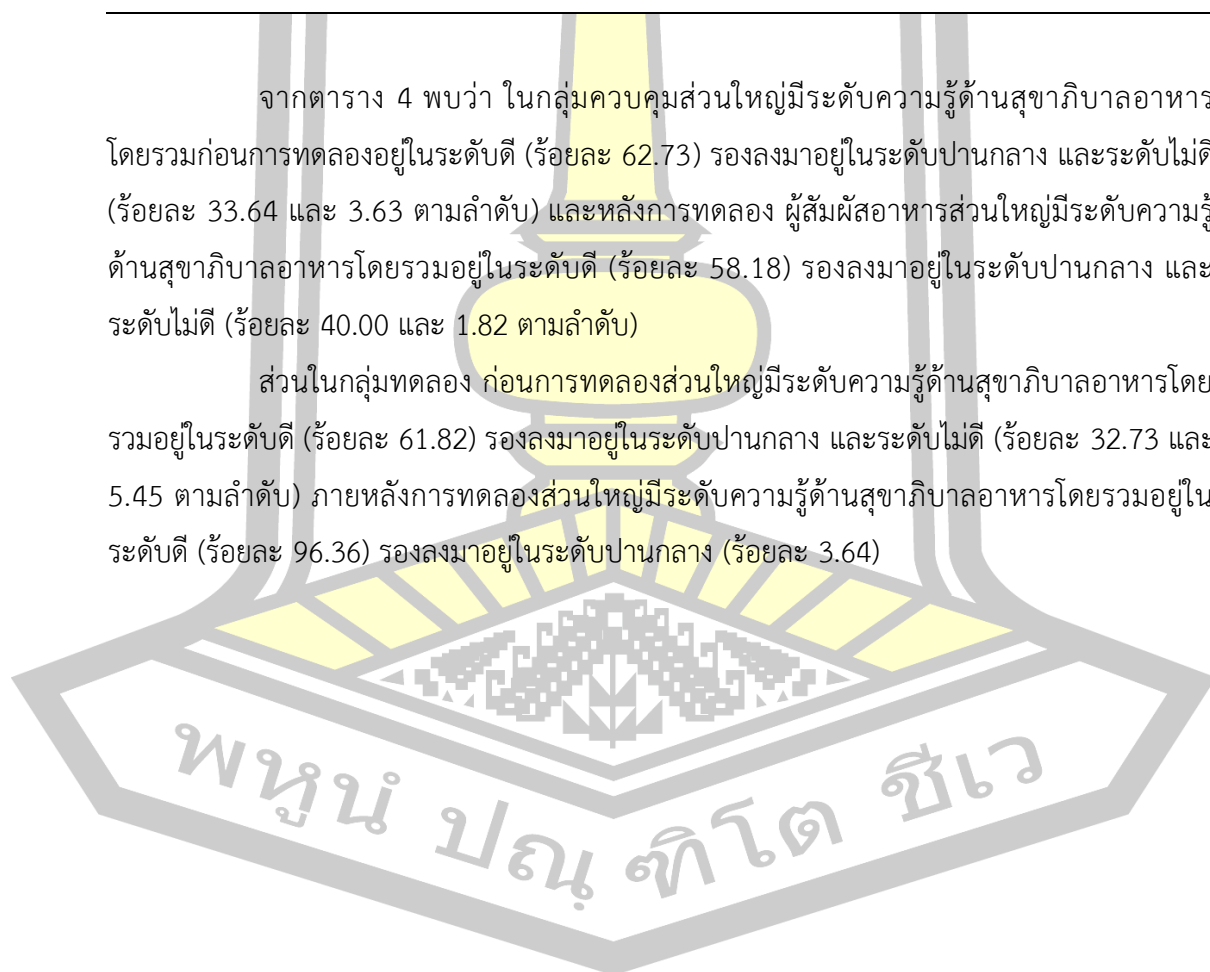 จากตาราง 4 พบว่า ในกลุ่มควบคุมส่วนใหญ่มีระดับความรู้ด้านสุขาภิบาลอาหาร
โดยรวมก่อนการทดลองอยู่ในระดับดี (ร้อยละ 62.73) รองลงมาอยู่ในระดับปานกลาง และระดับไม่ดี
(ร้อยละ 33.64 และ 3.63 ตามลำดับ) และหลังการทดลอง ผู้สัมผัสอาหารส่วนใหญ่มีระดับความรู้
ด้านสุขาภิบาลอาหารโดยรวมอยู่ในระดับดี (ร้อยละ 58.18) รองลงมาอยู่ในระดับปานกลาง และ
ระดับไม่ดี (ร้อยละ 40.00 และ 1.82 ตามลำดับ)
ส่วนในกลุ่มทดลอง ก่อนการทดลองส่วนใหญ่มีระดับความรู้ด้านสุขาภิบาลอาหารโดย
รวมอยู่ในระดับดี (ร้อยละ 61.82) รองลงมาอยู่ในระดับปานกลาง และระดับไม่ดี (ร้อยละ 32.73 และ
5.45 ตามลำดับ) ภายหลังการทดลองส่วนใหญ่มีระดับความรู้ด้านสุขาภิบาลอาหารโดยรวมอยู่ใน
ระดับดี (ร้อยละ 96.36) รองลงมาอยู่ในระดับปานกลาง (ร้อยละ 3.64)
พหูนํ ปณฺฑิโต ชีเว